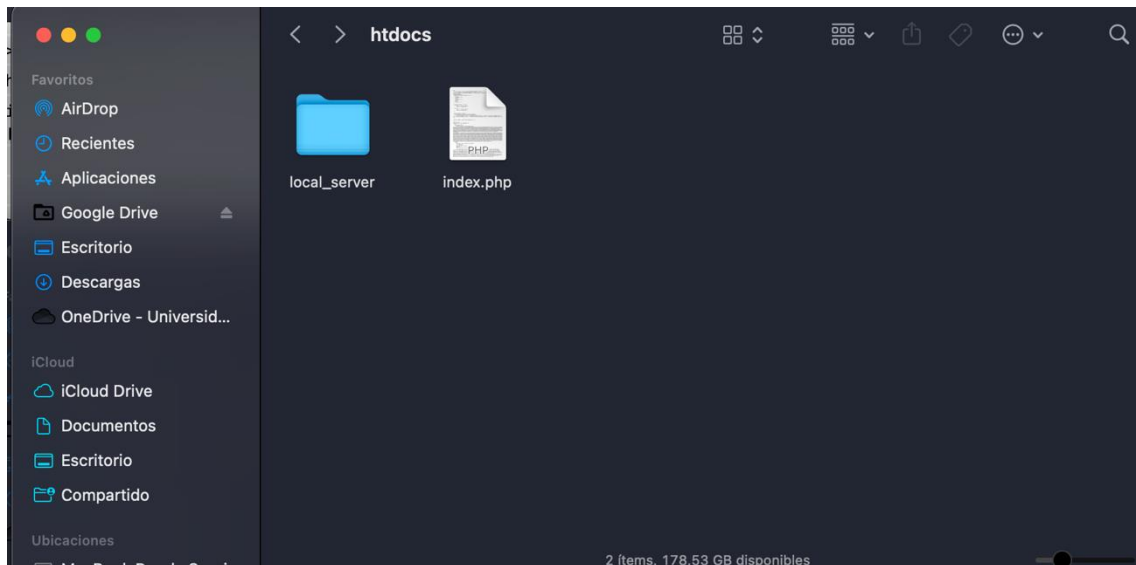 htdocs
Favoritos
AirDrop
Recientes
Aplicaciones
Google Drive
Escritorio
Descargas
OneDrive - Universid...
iCloud
iCloud Drive
Documentos
Escritorio
Compartido
Ubicaciones
local_server
PHP
index.php
2 ítems, 178.53 GB disponibles